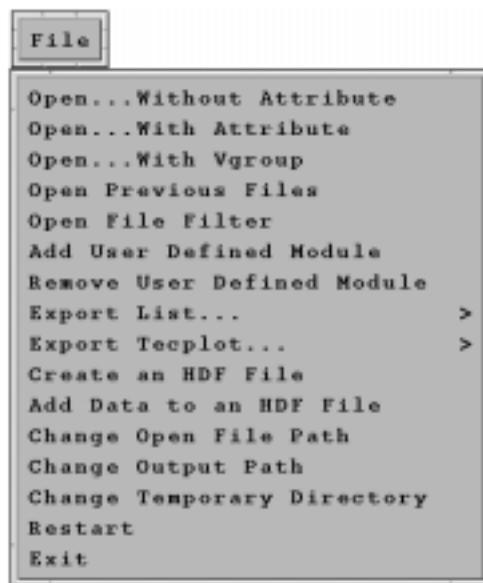 File
Open...Without Attribute
Open...With Attribute
Open...With Vgroup
Open Previous Files
Open File Filter
Add User Defined Module
Remove User Defined Module
Export List... >
Export Tecplot... >
Create an HDF File
Add Data to an HDF File
Change Open File Path
Change Output Path
Change Temporary Directory
Restart
Exit